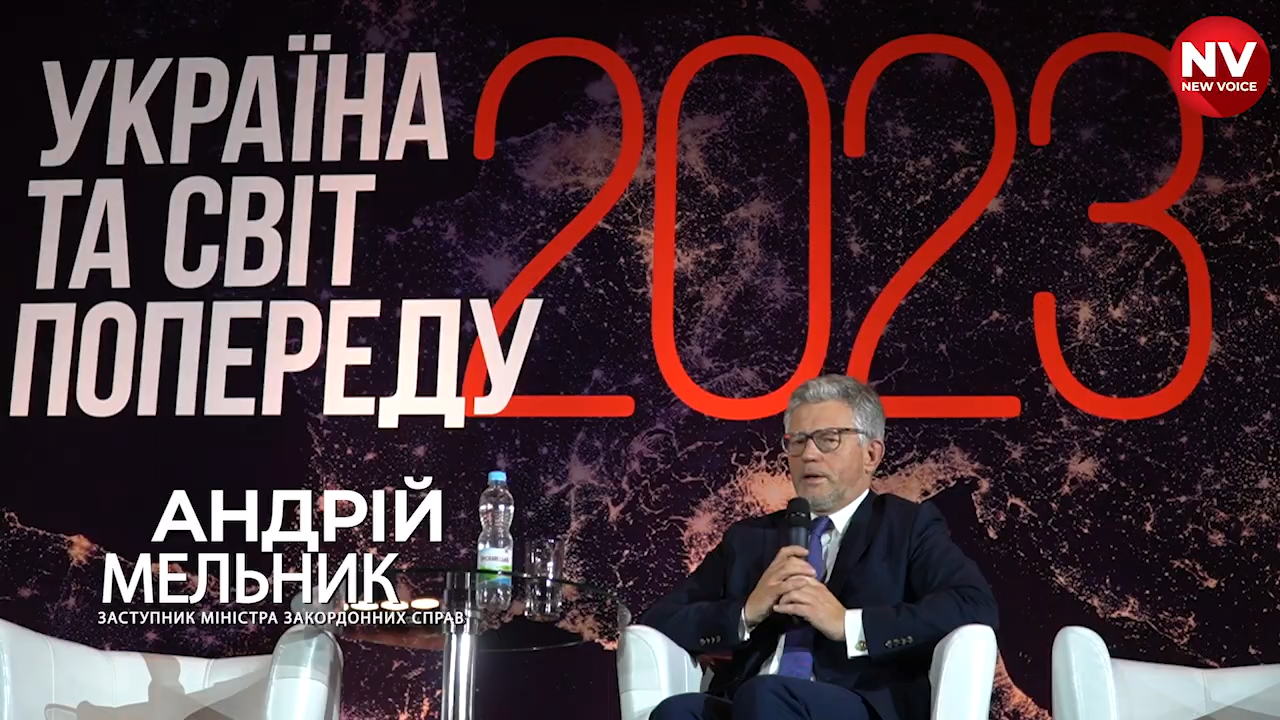 УКРАЇНА
ТА СВІТ
ПОПЕРЕДУ
2023
NV
NEW VOICE
АНДРІЙ
МЕЛЬНИК
ЗАСТУПНИК МІНІСТРА ЗАКОРДОННИХ СПРАВ